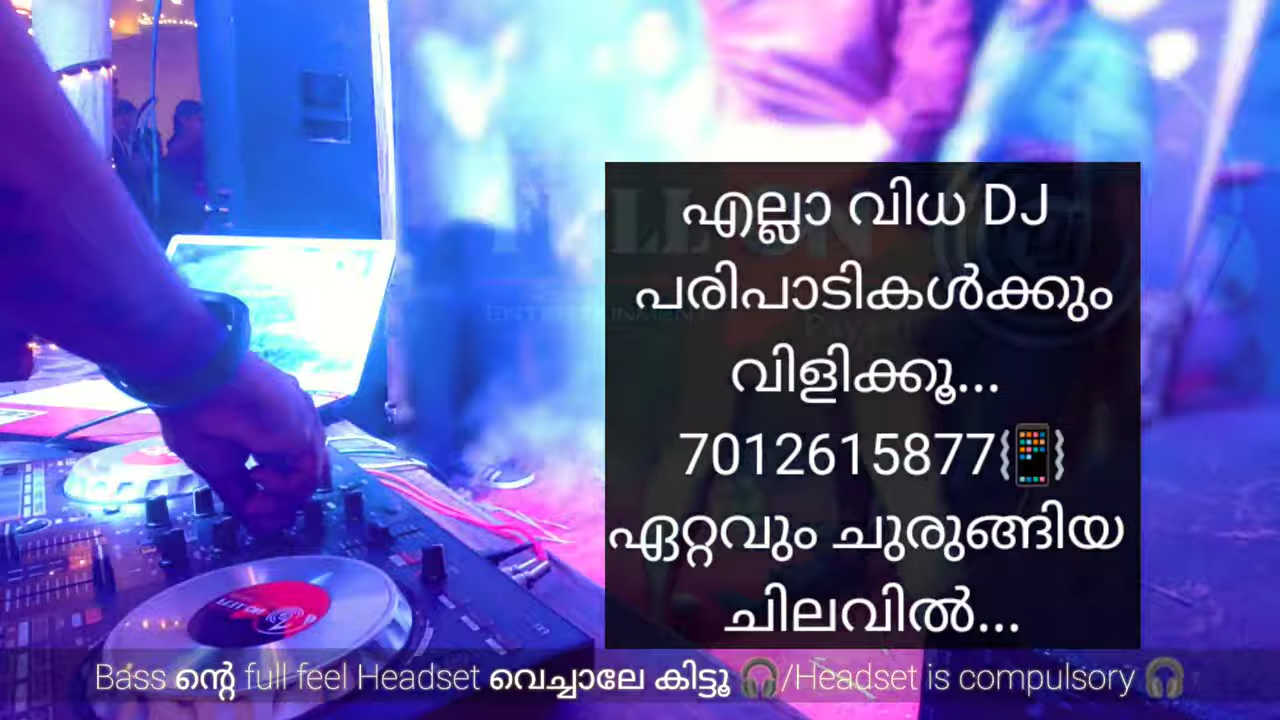 എല്ലാ വിധ DJ
പരിപാടികൾക്കും
വിളിക്കൂ...
7012615877📳
ഏറ്റവും ചുരുങ്ങിയ
ചിലവിൽ...
Bass ന്റെ full feel Headset വെച്ചാലേ കിട്ടൂ 🎧/Headset is compulsory 🎧